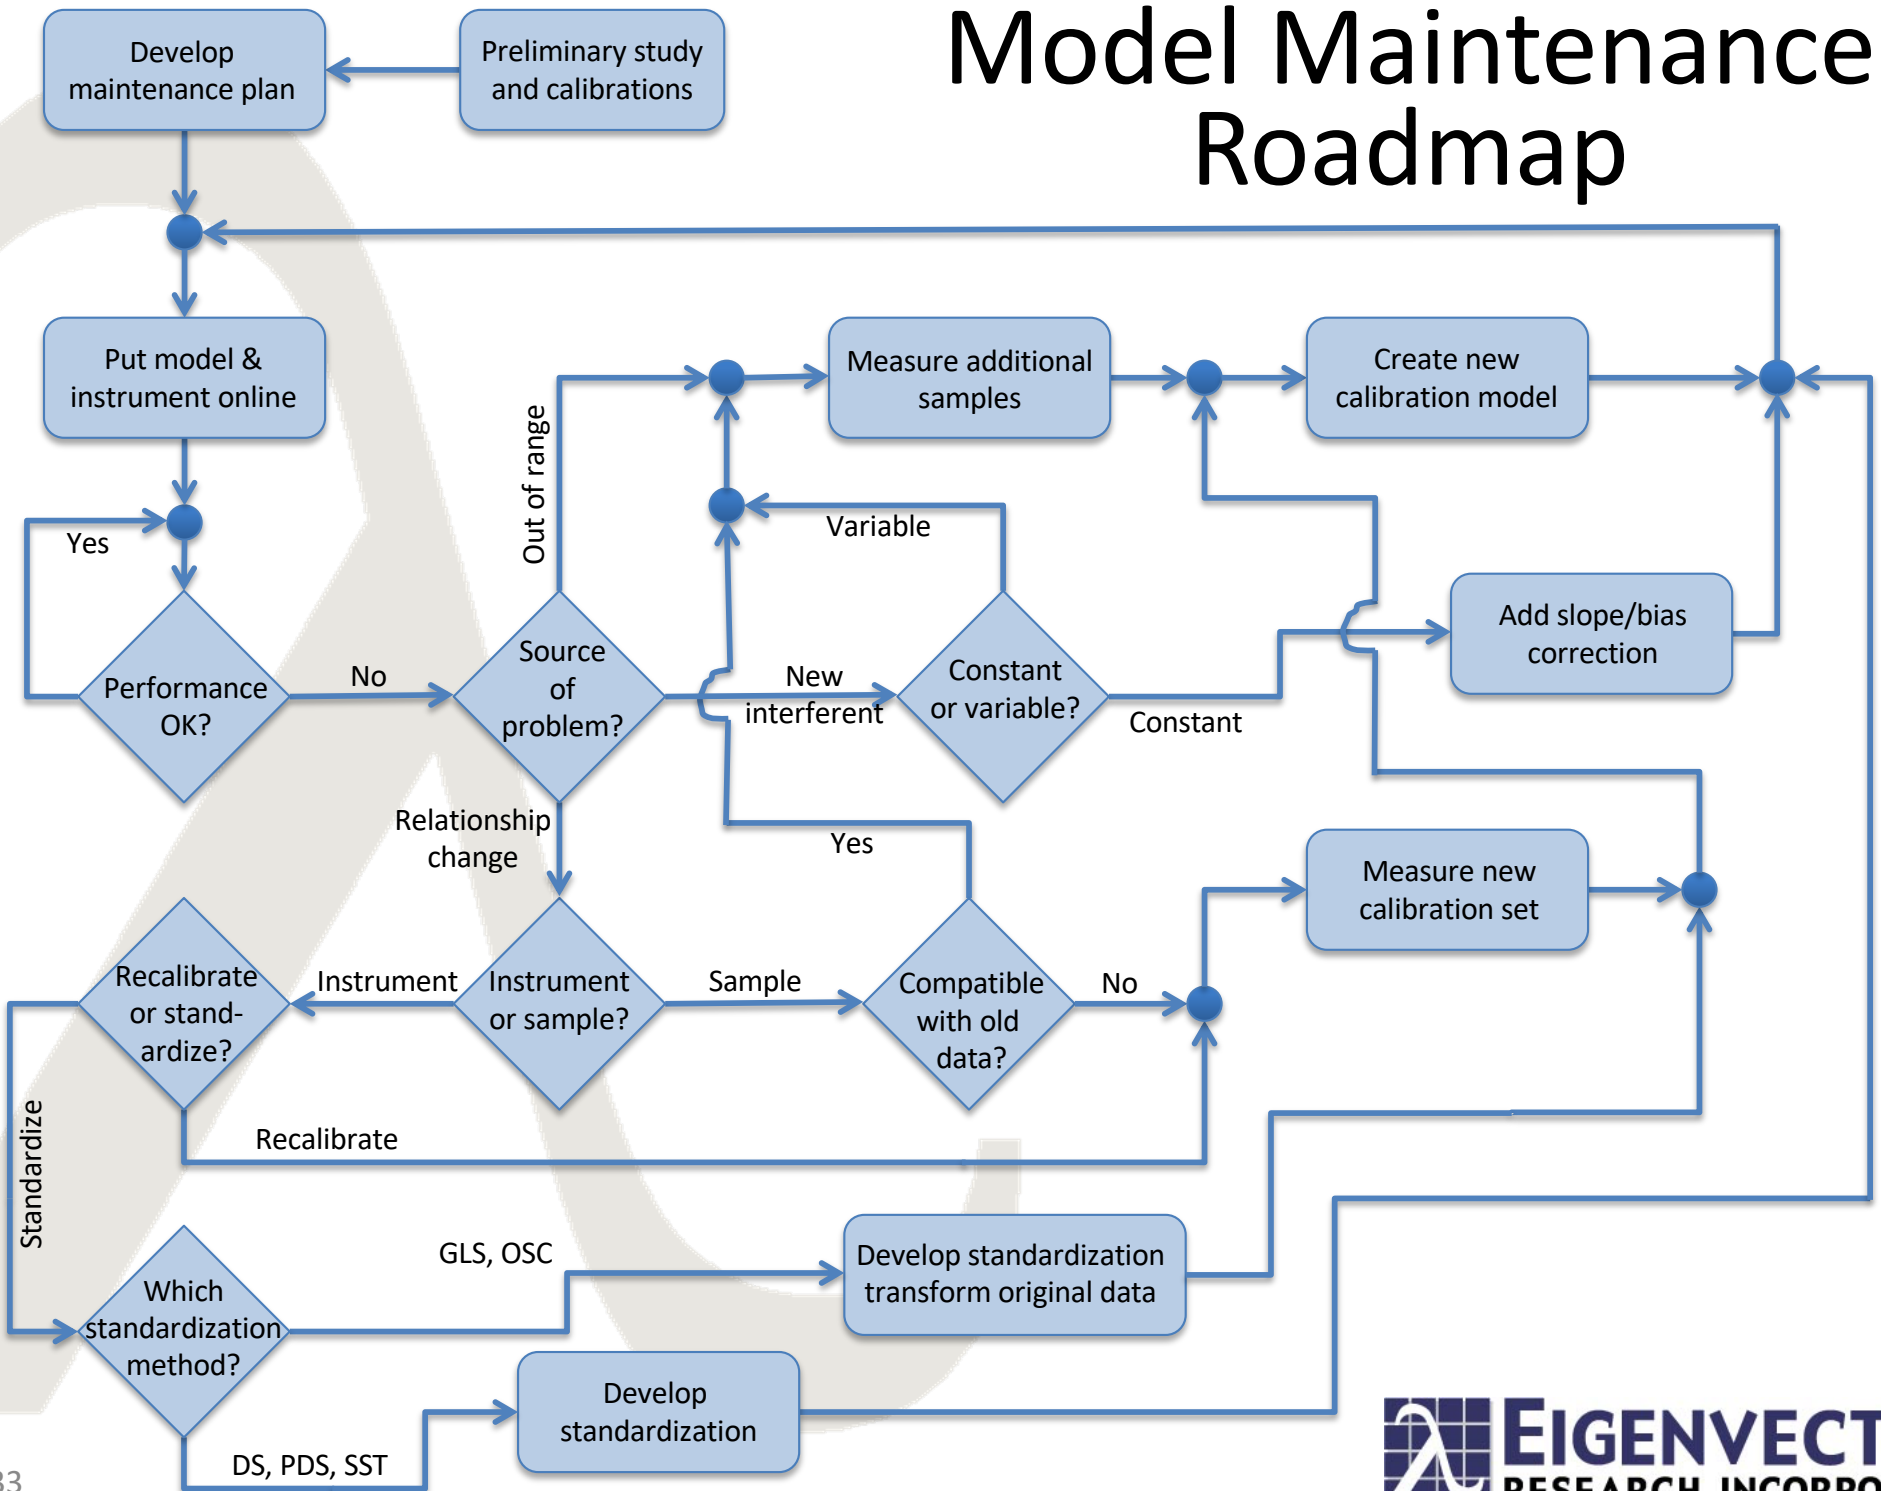 Model Maintenance
Roadmap
Develop
maintenance plan
Preliminary study
and calibrations
Put model &
instrument online
Measure additional
samples
Create new
calibration model
Out of range
Yes
Variable
Add slope/bias
correction
Performance
OK?
No
Source
of
problem?
New
interferent
Constant
or variable?
Constant
Relationship
change
Yes
Measure new
calibration set
Recalibrate
or stand-
ardize?
Instrument
Instrument
or sample?
Sample
Compatible
with old
data?
No
Standardize
Recalibrate
Which
standardization
method?
GLS, OSC
Develop standardization
transform original data
Develop
standardization
DS, PDS, SST
EIGENVECT
RESEARCH INCORPO